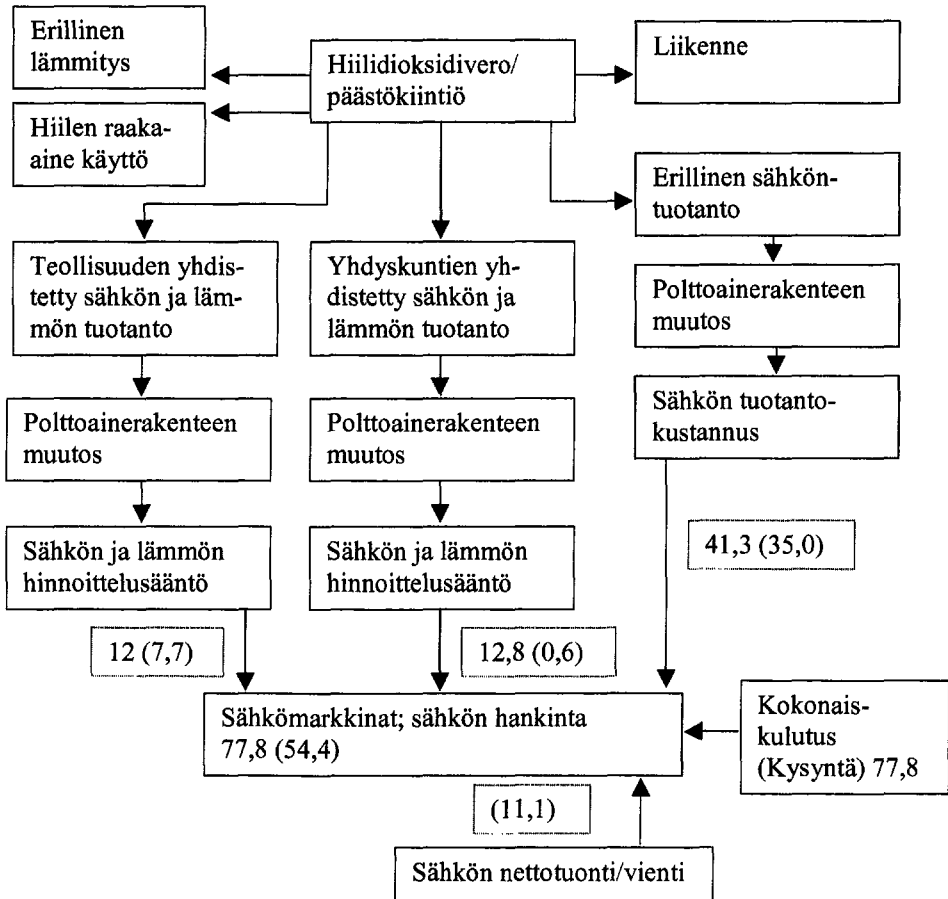 Erillinen
lämmitys
Hiilidioksidivero/
päästökiintiö
Liikenne
Hiilen raaka-
aine käyttö
Erillinen sähkön-
tuotanto
Teollisuuden yhdis-
tetty sähkön ja läm-
mön tuotanto
Yhdyskuntien yh-
distetty sähkön ja
lämmön tuotanto
Polttoainerakenteen
muutos
Polttoainerakenteen
muutos
Polttoainerakenteen
muutos
Sähkön tuotanto-
kustannus
Sähkön ja lämmön
hinnoittelusääntö
Sähkön ja lämmön
hinnoittelusääntö
41,3 (35,0)
12 (7,7)
12,8 (0,6)
Sähkömarkkinat; sähkön hankinta
77,8 (54,4)
Kokonais-
kulutus
(Kysyntä) 77,8
(11,1)
Sähkön nettotuonti/vienti